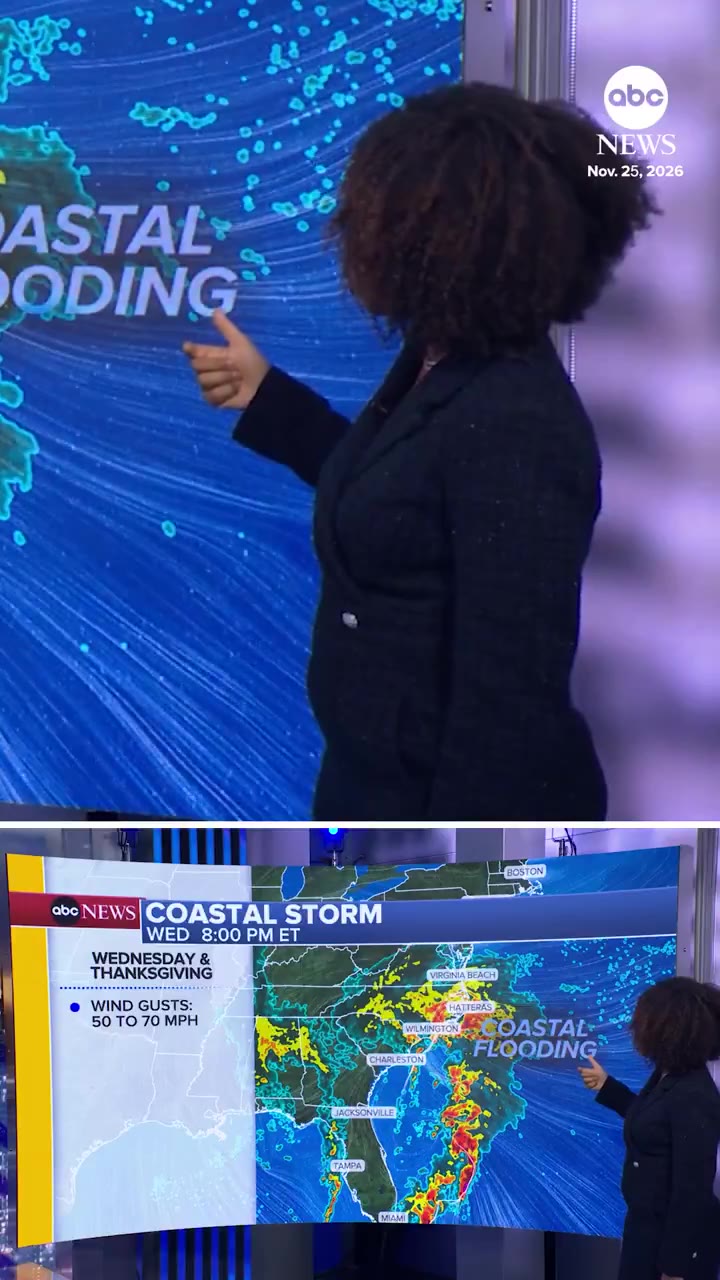 abc
NEWS
Nov. 25, 2026
OASTAL
OODING
abc NEWS
COASTAL STORM
WED 8:00 PM ET
BOSTON
WEDNESDAY &
THANKSGIVING
WIND GUSTS:
50 TO 70 MPH
VIRGINIA BEACH
HATTERAS
WILMINGTON
COASTAL
FLOODING
CHARLESTON
JACKSONVILLE
TAMPA
MIAMI